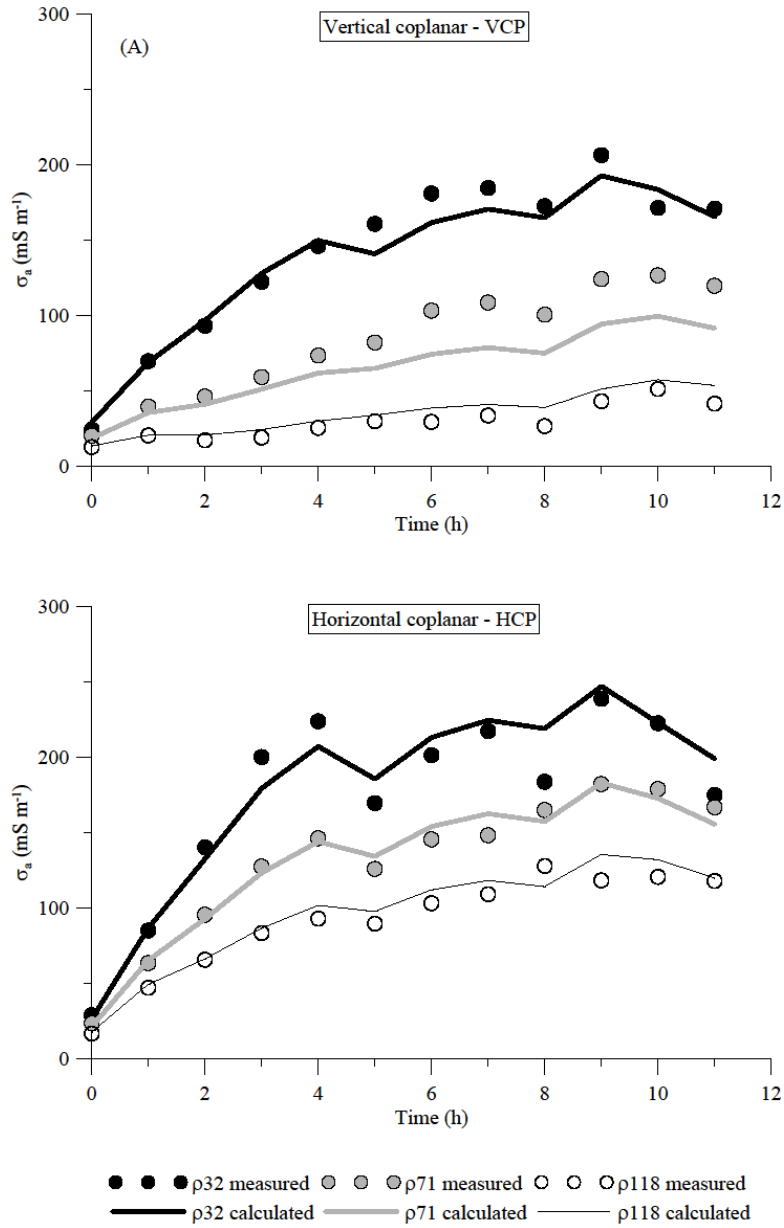 Vertical coplanar - VCP
(A)
300
200
100
0
σa (mS m-1)
0 2 4 6 8 10 12
Time (h)
Horizontal coplanar - HCP
300
200
100
0
σa (mS m-1)
0 2 4 6 8 10 12
Time (h)
ρ32 measured ρ71 measured ρ118 measured
ρ32 calculated ρ71 calculated ρ118 calculated